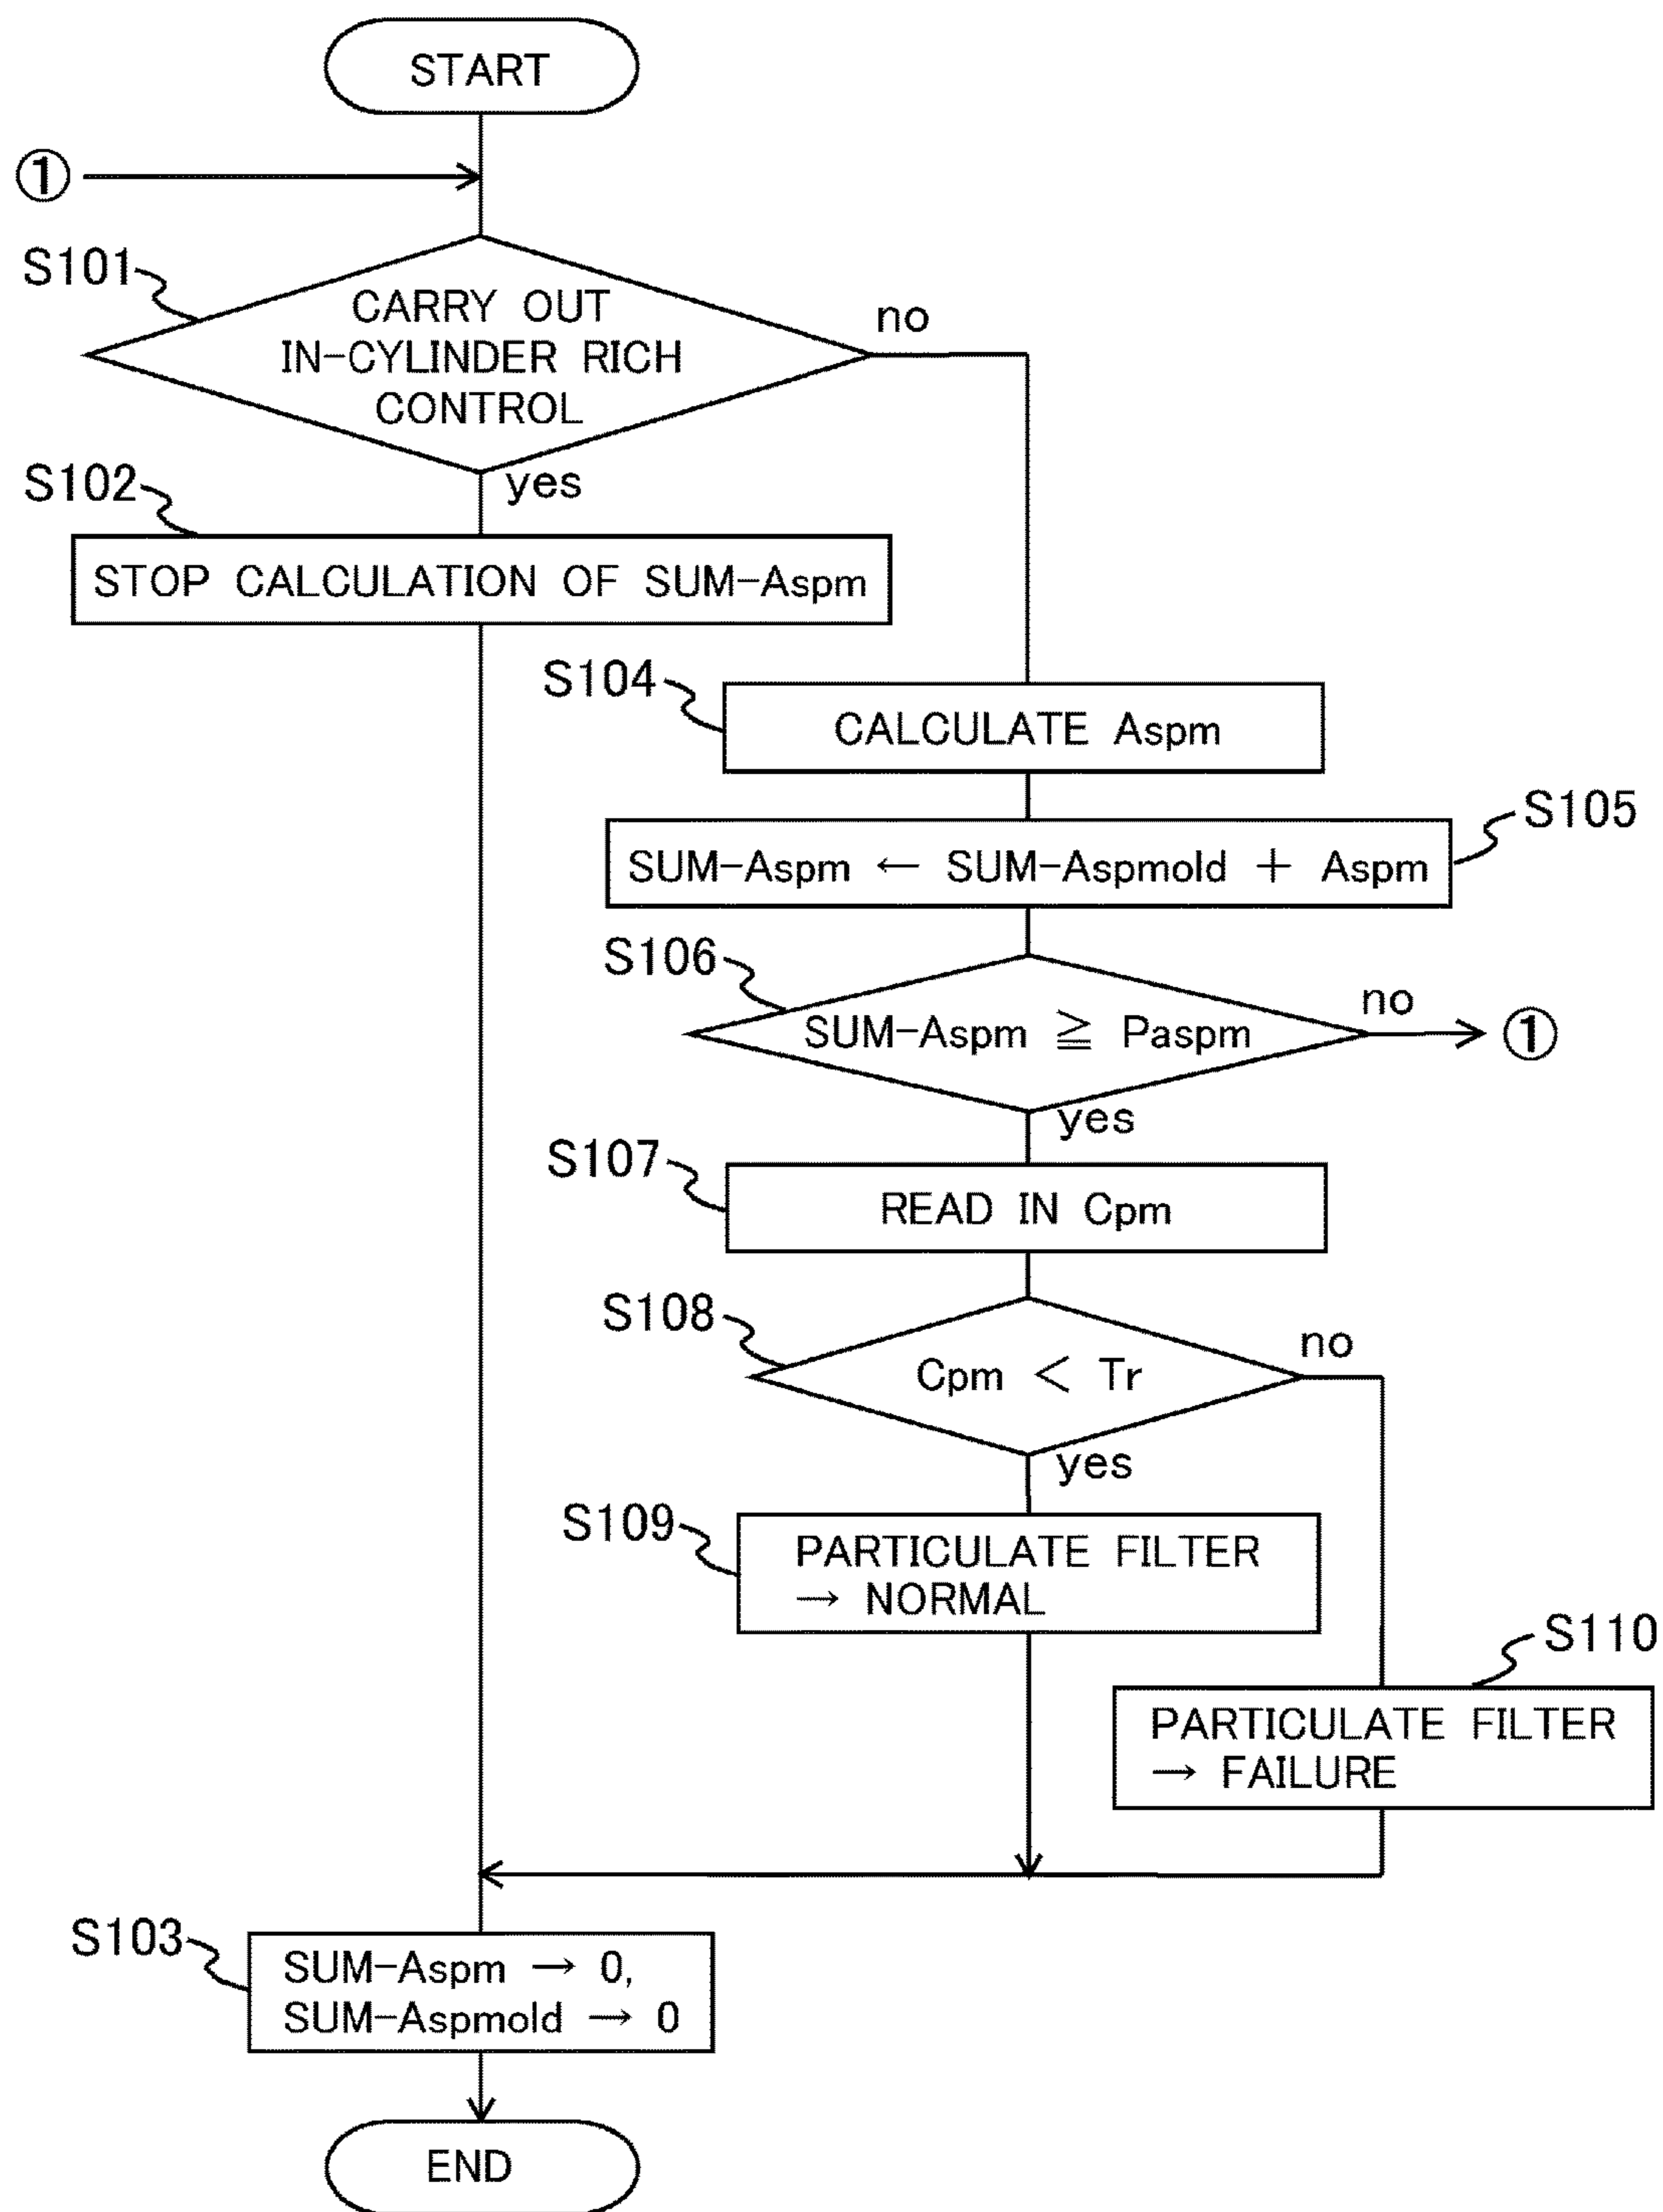 START
①
S101
CARRY OUT
IN-CYLINDER RICH
CONTROL
no
yes
S102
STOP CALCULATION OF SUM-Aspm
S104
CALCULATE Aspm
S105
SUM-Aspm ← SUM-Aspmold + Aspm
S106
SUM-Aspm ≧ Paspm
no
①
yes
S107
READ IN Cpm
S108
Cpm < Tr
no
yes
S109
PARTICULATE FILTER
→ NORMAL
S110
PARTICULATE FILTER
→ FAILURE
S103
SUM-Aspm → 0,
SUM-Aspmold → 0
END